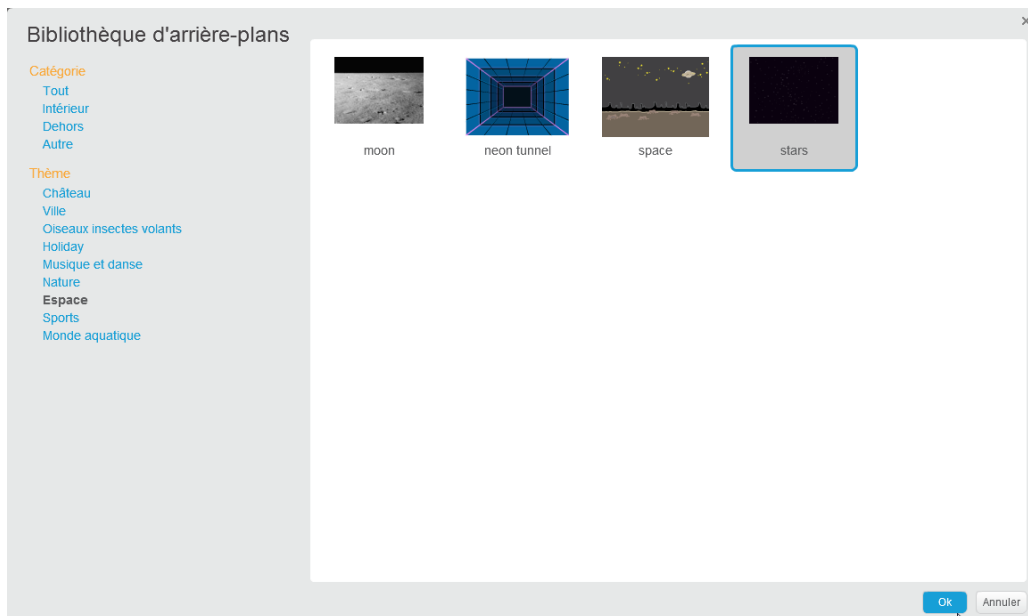 Bibliothèque d'arrière-plans
Catégorie
Tout
Intérieur
Dehors
Autre
Thème
Château
Ville
Oiseaux insectes volants
Holiday
Musique et danse
Nature
Espace
Sports
Monde aquatique
moon
neon tunnel
space
stars
Ok
Annuler